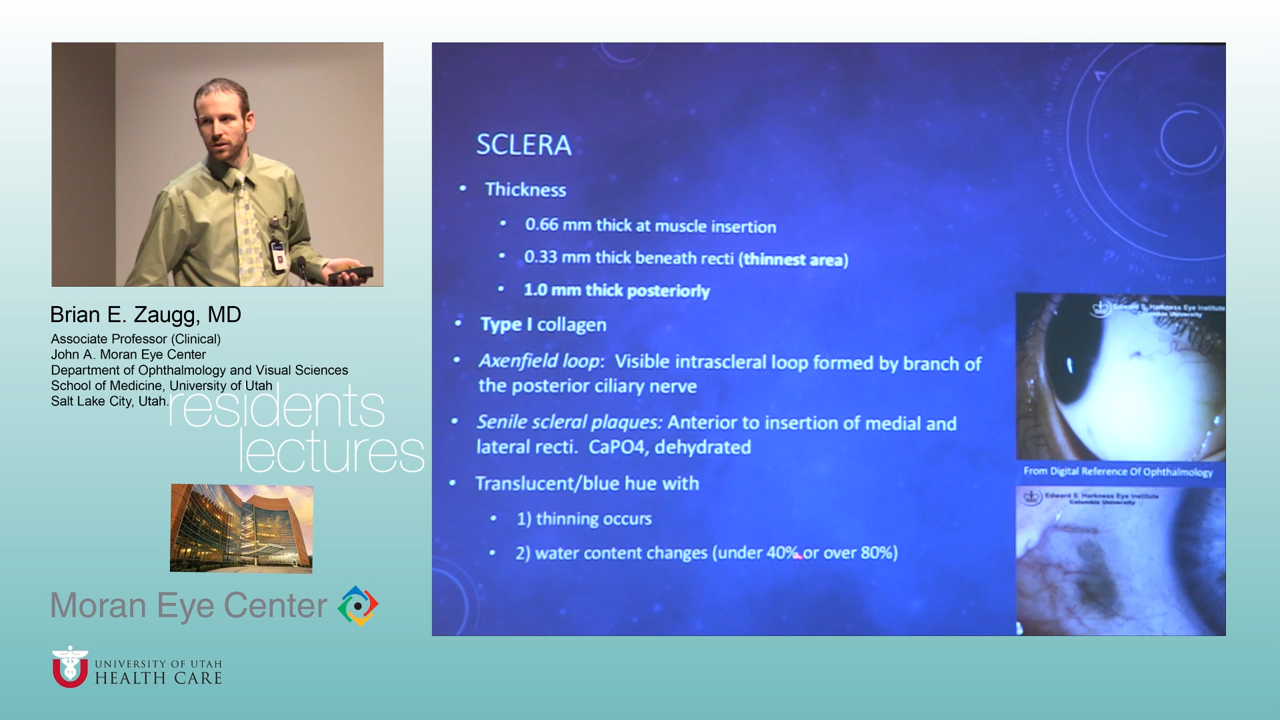 Brian E. Zaugg, MD
Associate Professor (Clinical)
John A. Moran Eye Center
Department of Ophthalmology and Visual Sciences
School of Medicine, University of Utah
Salt Lake City, Utah.
residents
lectures
Moran Eye Center
UNIVERSITY OF UTAH
HEALTH CARE
SCLERA
• Thickness
• 0.66 mm thick at muscle insertion
• 0.33 mm thick beneath recti (thinnest area)
• 1.0 mm thick posteriorly
• Type I collagen
• Axenfield loop: Visible intrascleral loop formed by branch of
the posterior ciliary nerve
• Senile scleral plaques: Anterior to insertion of medial and
lateral recti. CaPO4, dehydrated
• Translucent/blue hue with
• 1) thinning occurs
• 2) water content changes (under 40% or over 80%)
Edward S. Harkness Eye Institute
Columbia University
From Digital Reference Of Ophthalmology
Edward S. Harkness Eye Institute
Columbia University